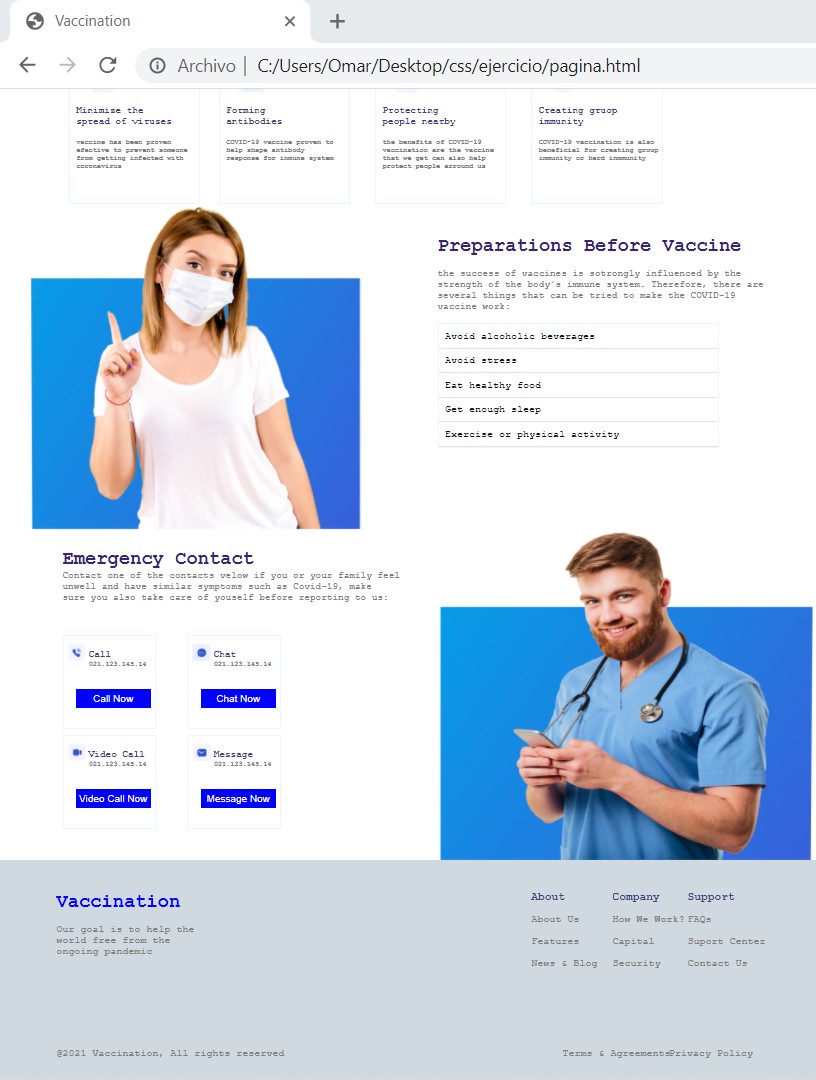 Vaccination
Archivo | C:/Users/Omar/Desktop/css/ejercicio/pagina.html
Minimize the
spread of viruses
vaccine has been proven
efective to prevent someone
from getting infected with
coronavirus
Forming
antibodies
COVID-19 vaccine proven to
help shape antibody
response for inmune system
Protecting
people nearby
the benefits of COVID-19
vaccination are the vaccine
that we get can also help
protect people arround us
Creating gruop
immunity
COVID-19 vaccination is also
beneficial for creating group
immunity or hard inmmunity
Preparations Before Vaccine
the success of vaccines is sotrongly influenced by the
strength of the body's immune system. Therefore, there are
several things that can be tried to make the COVID-19
vaccine work:
Avoid alcoholic beverages
Avoid stress
Eat healthy food
Get enough sleep
Exercise or physical activity
Emergency Contact
Contact one of the contacts velow if you or your family feel
unwell and have similar symptoms such as Covid-19, make
sure you also take care of youself before reporting to us:
Call
021.123.145.14
Call Now
Chat
021.123.145.14
Chat Now
Video Call
021.123.145.14
Video Call Now
Message
021.123.145.14
Message Now
Vaccination
Our goal is to help the
world free from the
ongoing pandemic
About
About Us
Features
News & Blog
Company
How We Work?
Capital
Security
Support
FAQs
Suport Center
Contact Us
@2021 Vaccination, All rights reserved
Terms & AgreementsPrivacy Policy